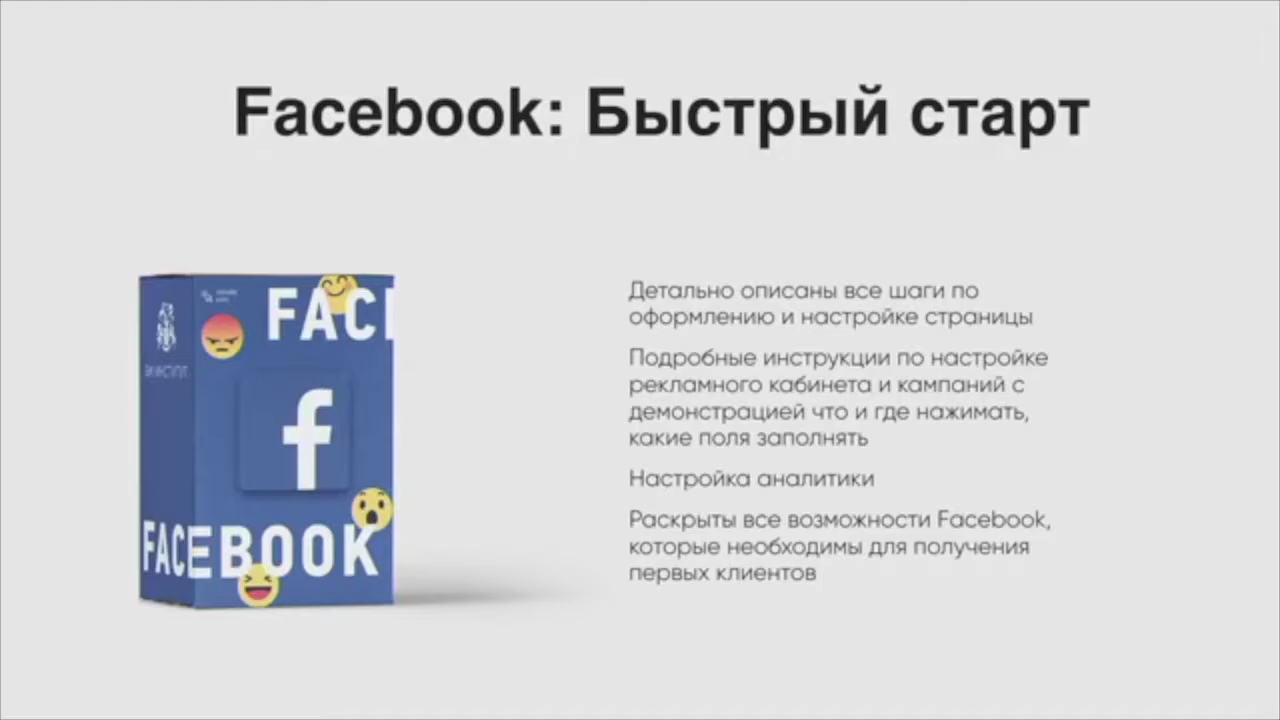 Facebook: Быстрый старт
FACE
f
FACEBOOK
Детально описаны все шаги по
оформлению и настройке страницы
Подробные инструкции по настройке
рекламного кабинета и кампаний с
демонстрацией что и где нажимать,
какие поля заполнять
Настройка аналитики
Раскрыты все возможности Facebook,
которые необходимы для получения
первых клиентов